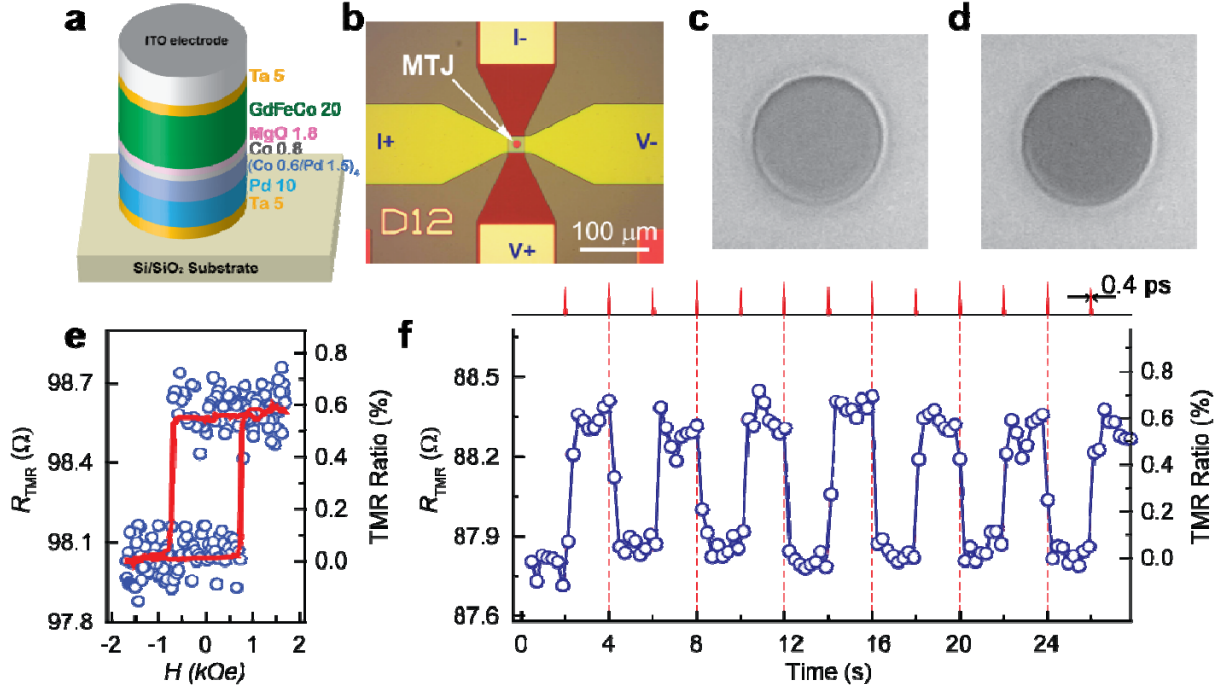 a
ITO electrode
Ta 5
GdFeCo 20
MgO 1.8
Co 0.8
(Co 0.6/Pd 1.5)4
Pd 10
Ta 5
Si/SiO2 Substrate
b
I-
MTJ
I+
V-
D12
V+
100 μm
c
d
0.4 ps
e
RTMR (Ω)
98.7
98.4
98.1
97.8
0.8
0.6
0.4
0.2
0.0
TMR Ratio (%)
-2 -1 0 1 2
H (kOe)
f
RTMR (Ω)
88.5
88.2
87.9
87.6
0.8
0.6
0.4
0.2
0.0
TMR Ratio (%)
0 4 8 12 16 20 24
Time (s)